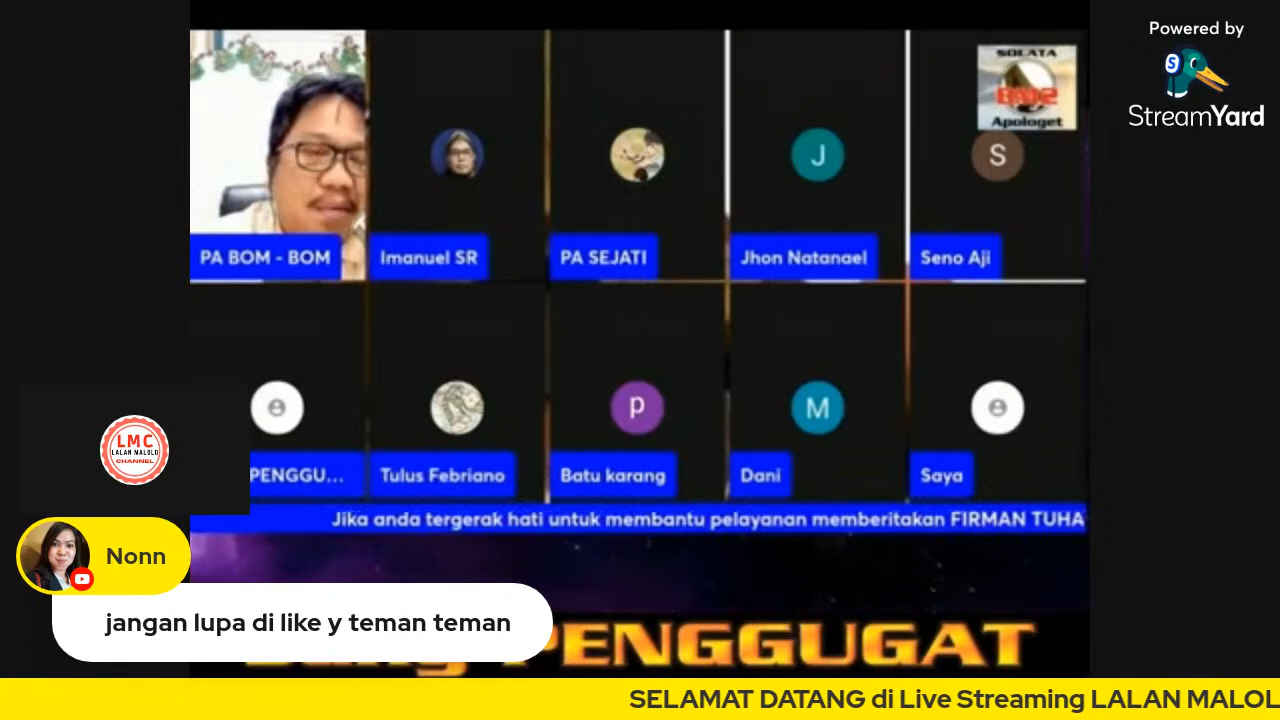 Powered by
StreamYard
SOLATA
Apologet
J
S
PA BOM - BOM
Imanuel SR
PA SEJATI
Jhon Natanael
Seno Aji
p
M
LMC
LALAN MALOLO
CHANNEL
PENGGU...
Tulus Febriano
Batu karang
Dani
Saya
Jika anda tergerak hati untuk membantu pelayanan memberitakan FIRMAN TUHA
Nonn
jangan lupa di like y teman teman
PENGGUGAT
SELAMAT DATANG di Live Streaming LALAN MALOL